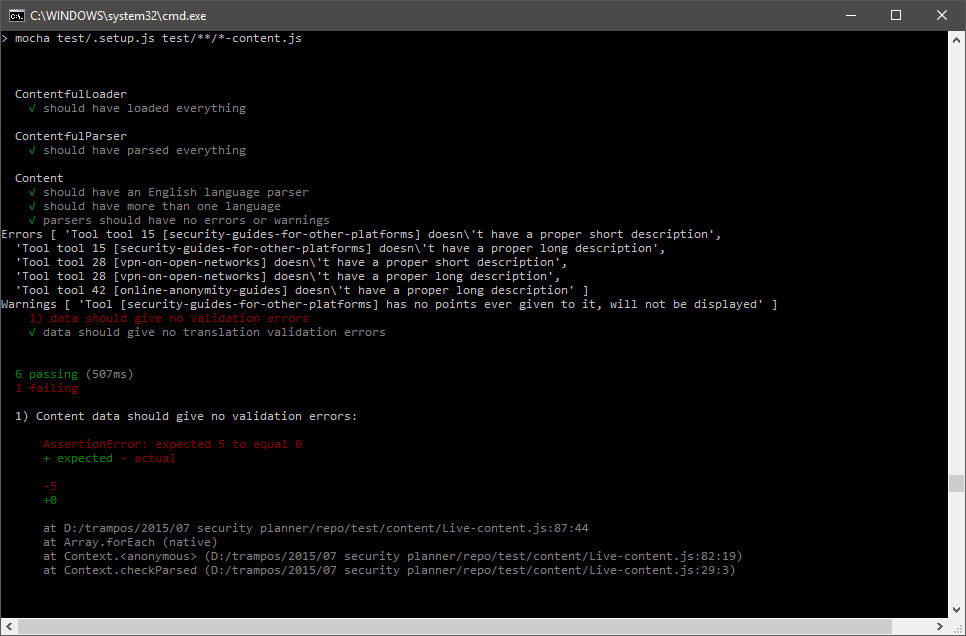 C:\WINDOWS\system32\cmd.exe
> mocha test/.setup.js test/**/*-content.js
ContentfulLoader
√ should have loaded everything
ContentfulParser
√ should have parsed everything
Content
√ should have an English language parser
√ should have more than one language
√ parsers should have no errors or warnings
Errors [ 'Tool tool 15 [security-guides-for-other-platforms] doesn\'t have a proper short description',
'Tool tool 15 [security-guides-for-other-platforms] doesn\'t have a proper long description',
'Tool tool 28 [vpn-on-open-networks] doesn\'t have a proper short description',
'Tool tool 28 [vpn-on-open-networks] doesn\'t have a proper long description',
'Tool tool 42 [online-anonymity-guides] doesn\'t have a proper long description' ]
Warnings [ 'Tool [security-guides-for-other-platforms] has no points ever given to it, will not be displayed' ]
1) data should give no validation errors
√ data should give no translation validation errors
6 passing (507ms)
1 failing
1) Content data should give no validation errors:
AssertionError: expected 5 to equal 0
+ expected - actual
-5
+0
at D:/trampos/2015/07 security planner/repo/test/content/Live-content.js:87:44
at Array.forEach (native)
at Context.<anonymous> (D:/trampos/2015/07 security planner/repo/test/content/Live-content.js:82:19)
at Context.checkParsed (D:/trampos/2015/07 security planner/repo/test/content/Live-content.js:29:3)